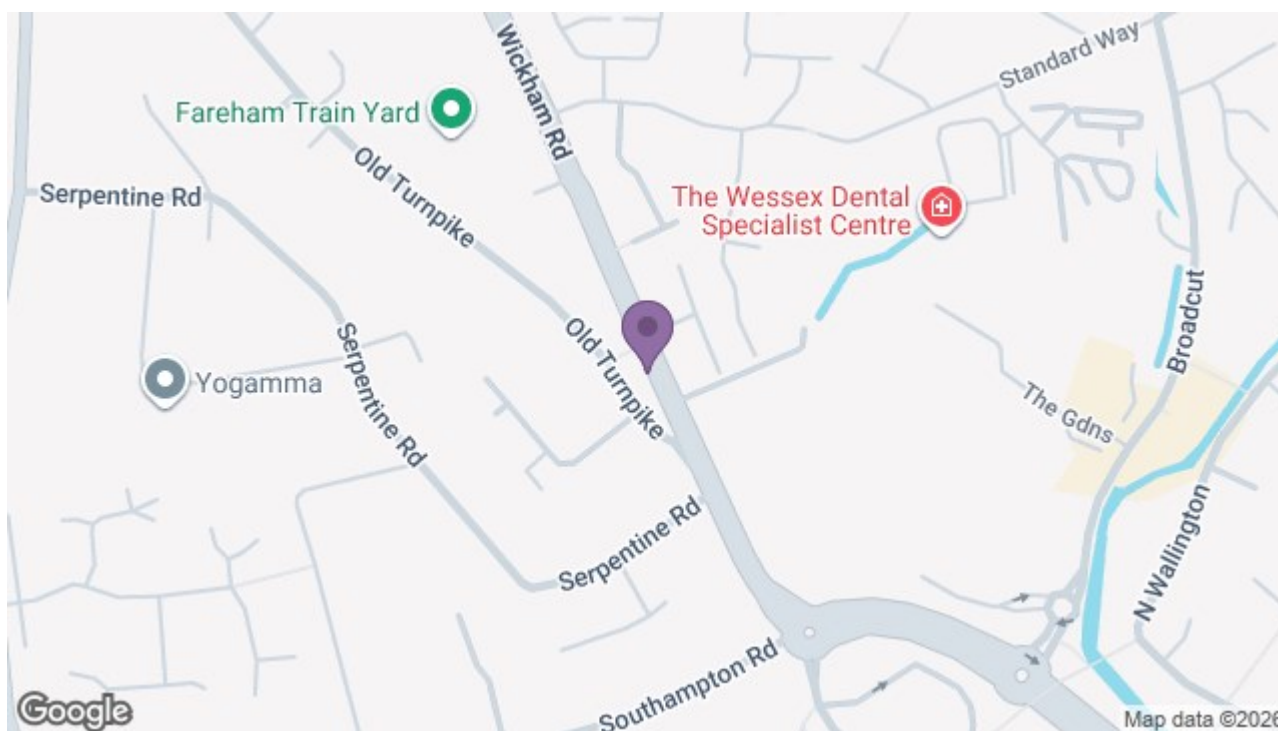 Wickham Rd
Standard Way
Fareham Train Yard
Old Turnpike
Serpentine Rd
The Wessex Dental
Specialist Centre
Broadcut
Old Turnpike
Serpentine Rd
Yogamma
The Gdns
N Wallington
Serpentine Rd
Southampton Rd
Google
Map data ©2026